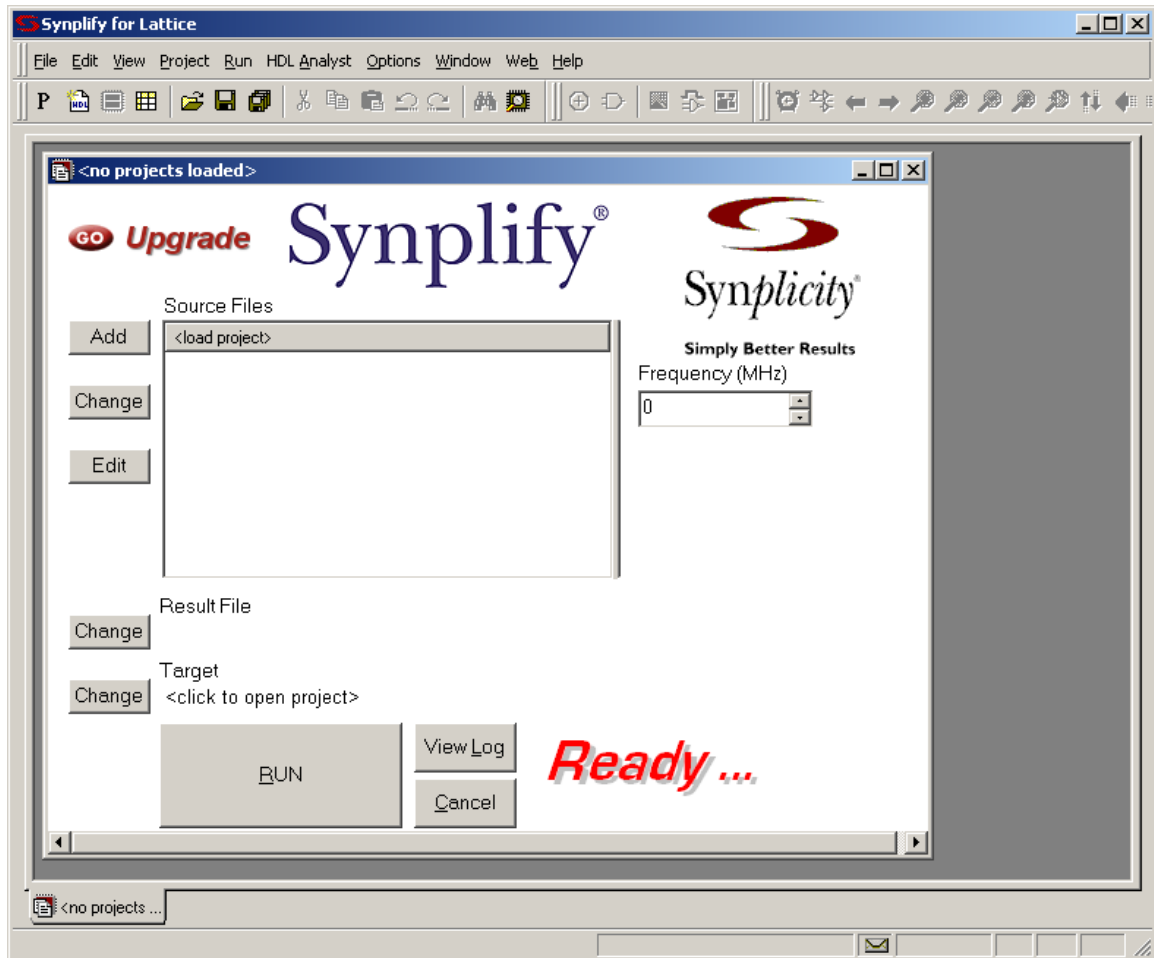 Synplify for Lattice
File Edit View Project Run HDL Analyst Options Window Web Help
P HDL
<no projects loaded>
GO Upgrade Synplify®
Synplicity®
Simply Better Results
Source Files
Add
<load project>
Frequency (MHz)
0
Change
Edit
Result File
Change
Target
Change
<click to open project>
RUN
View Log
Cancel
Ready ...
<no projects ...